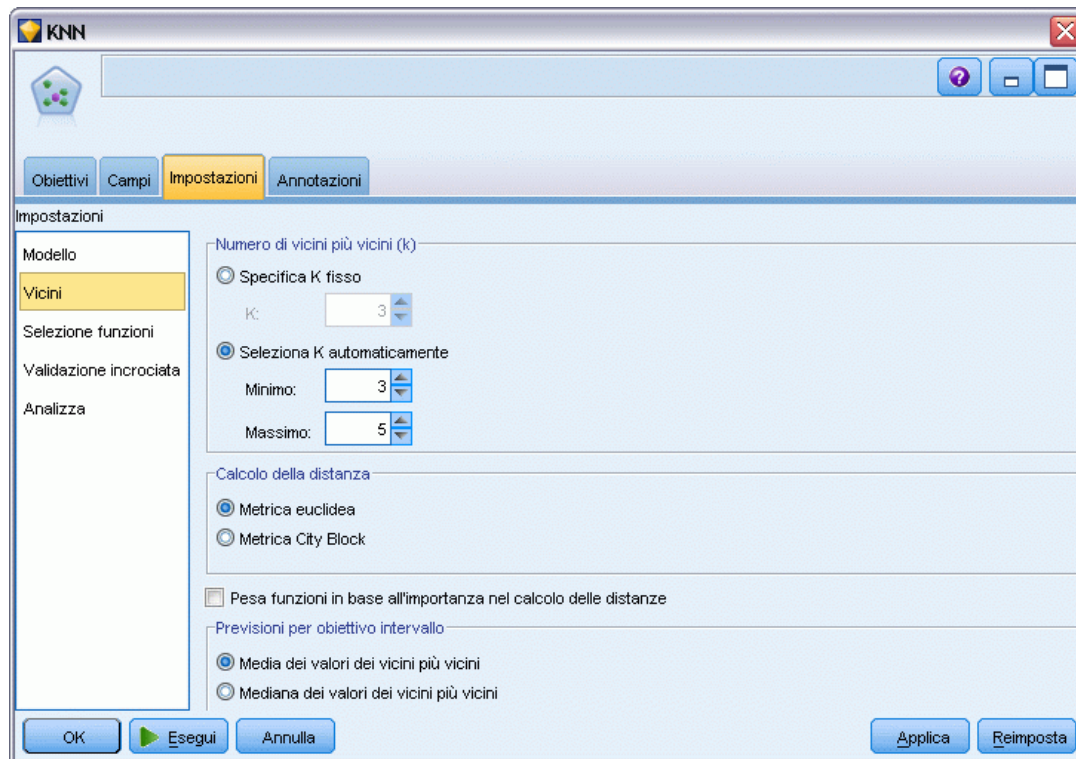 KNN
Obiettivi Campi Impostazioni Annotazioni
Impostazioni
Modello
Vicini
Selezione funzioni
Validazione incrociata
Analizza
Numero di vicini più vicini (k)
Specifica K fisso
K: 3
Seleziona K automaticamente
Minimo: 3
Massimo: 5
Calcolo della distanza
Metrica euclidea
Metrica City Block
Pesa funzioni in base all'importanza nel calcolo delle distanze
Previsioni per obiettivo intervallo
Media dei valori dei vicini più vicini
Mediana dei valori dei vicini più vicini
OK Esegui Annulla Applica Reimposta